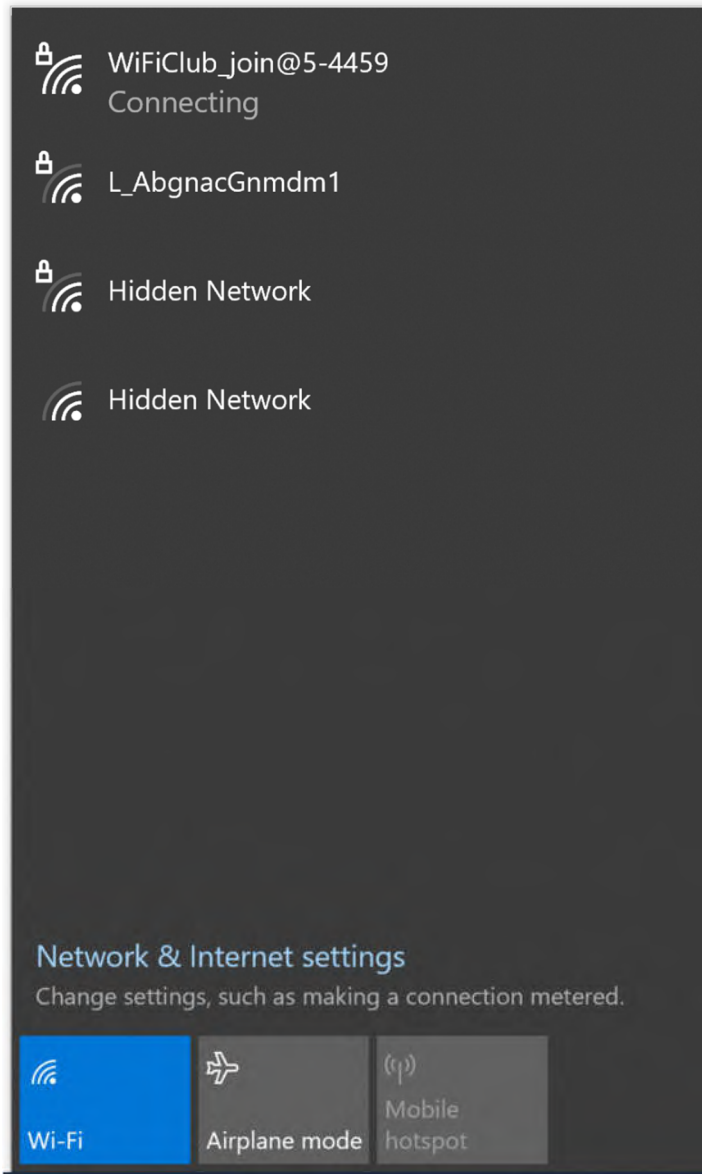 WiFiClub_join@5-4459
Connecting
L_AbgnacGnmdm1
Hidden Network
Hidden Network
Network & Internet settings
Change settings, such as making a connection metered.
Wi-Fi
Airplane mode
Mobile
hotspot